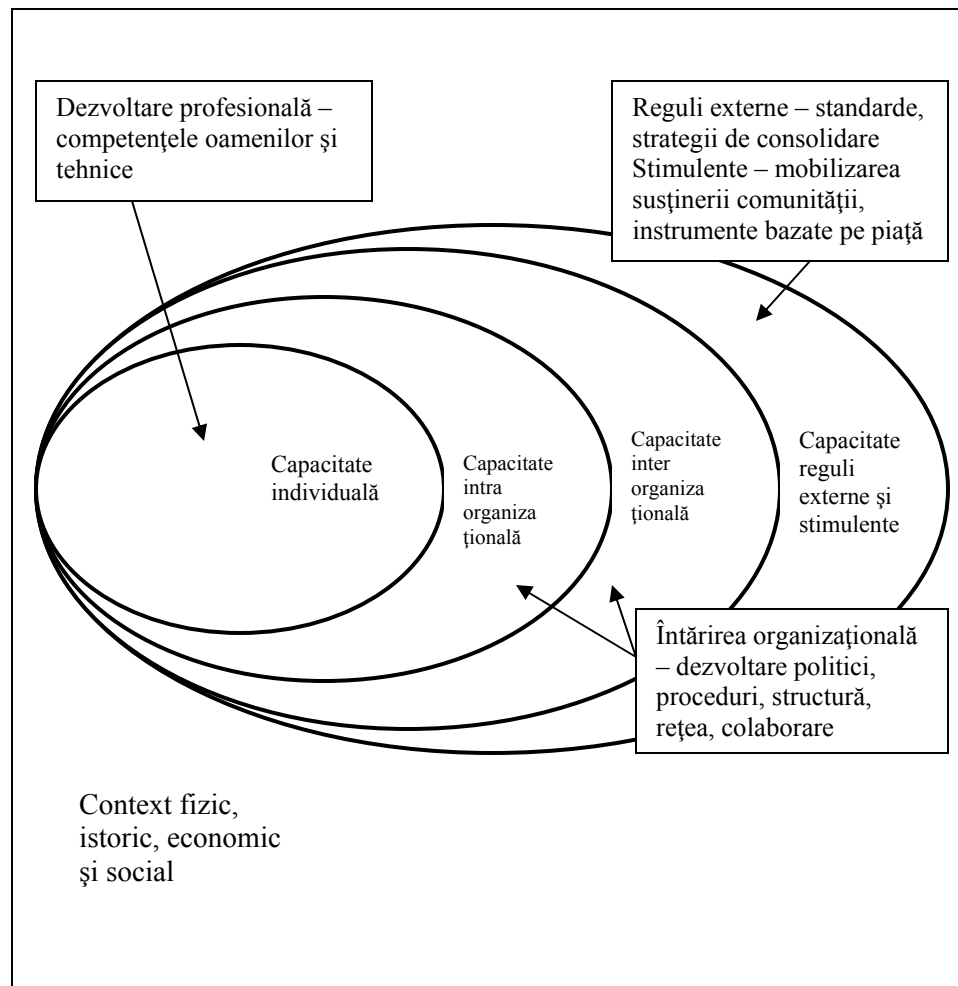 Dezvoltare profesională –
competenţele oamenilor şi
tehnice
Reguli externe – standarde,
strategii de consolidare
Stimulente – mobilizarea
susţinerii comunităţii,
instrumente bazate pe piaţă
Capacitate
individuală
Capacitate
intra
organiza
ţională
Capacitate
inter
organiza
ţională
Capacitate
reguli
externe şi
stimulente
Întărirea organizaţională
– dezvoltare politici,
proceduri, structură,
reţea, colaborare
Context fizic,
istoric, economic
şi social